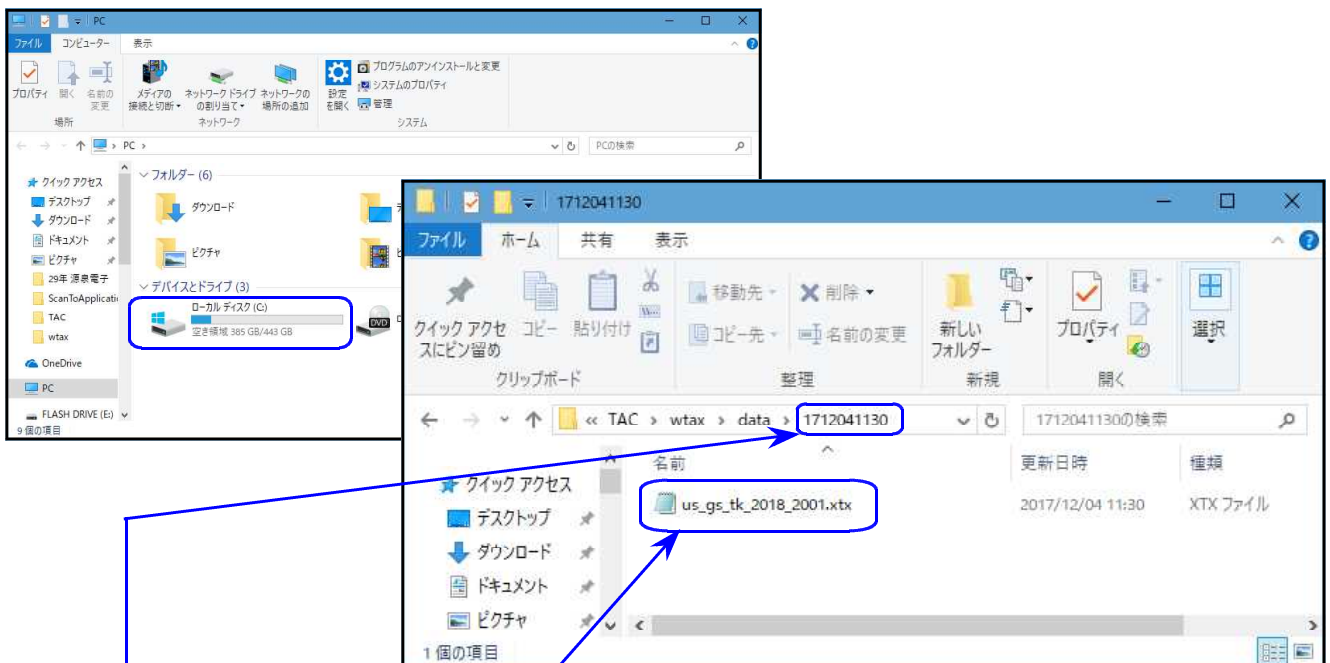 PC
ファイル コンピューター 表示
プロパティ 開く 名前の変更 メディアの接続と切断 ネットワーク ドライブの割り当て ネットワークの場所の追加 設定を開く
プログラムのアンインストールと変更
システムのプロパティ
管理
場所 ネットワーク システム
PC
PCの検索
クイック アクセス
デスクトップ
ダウンロード
ドキュメント
ピクチャ
29年 源泉電子
ScanToApplicati
TAC
wtax
OneDrive
PC
FLASH DRIVE (E:)
9 個の項目
フォルダー (6)
ダウンロード
ピクチャ
デバイスとドライブ (3)
ローカル ディスク (C:)
空き領域 385 GB/443 GB
DVD
1712041130
ファイル ホーム 共有 表示
クイック アクセスにピン留め コピー 貼り付け
移動先 削除
コピー先 名前の変更
新しいフォルダー プロパティ 選択
クリップボード 整理 新規 開く
« TAC › wtax › data › 1712041130
1712041130の検索
名前 更新日時 種類
us_gs_tk_2018_2001.xtx 2017/12/04 11:30 XTX ファイル
クイック アクセス
デスクトップ
ダウンロード
ドキュメント
ピクチャ
1 個の項目